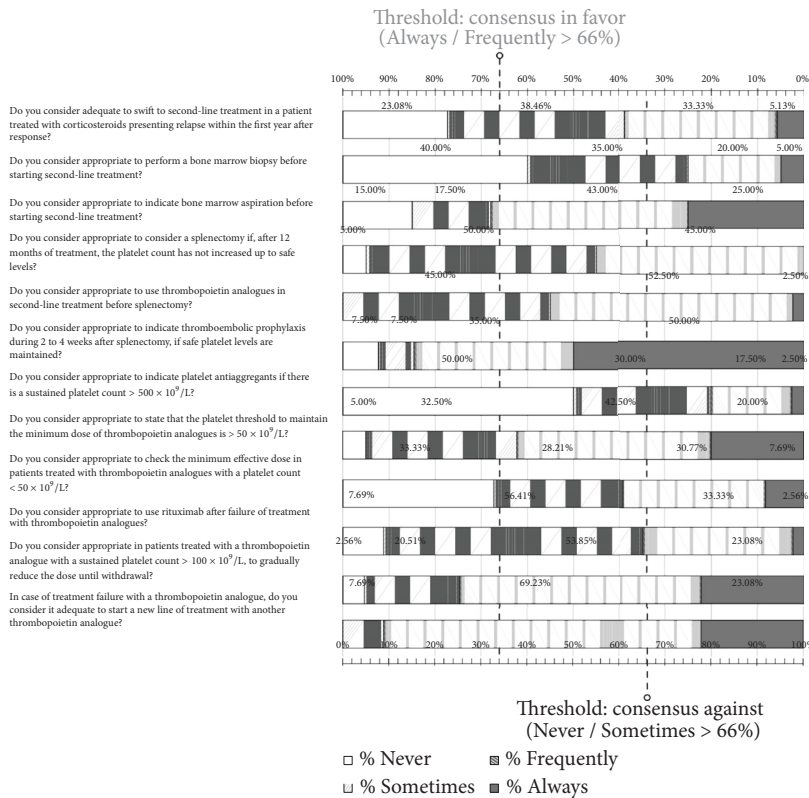 Threshold: consensus in favor
(Always / Frequently > 66%)
100% 90% 80% 70% 60% 50% 40% 30% 20% 10% 0%
23.08% 38.46% 33.33% 5.13%
Do you consider adequate to swift to second-line treatment in a patient
treated with corticosteroids presenting relapse within the first year after
response?
40.00% 35.00% 20.00% 5.00%
Do you consider appropriate to perform a bone marrow biopsy before
starting second-line treatment?
15.00% 17.50% 43.00% 25.00%
Do you consider appropriate to indicate bone marrow aspiration before
starting second-line treatment?
5.00% 50.00% 45.00%
Do you consider appropriate to consider a splenectomy if, after 12
months of treatment, the platelet count has not increased up to safe
levels?
45.00% 52.50% 2.50%
Do you consider appropriate to use thrombopoietin analogues in
second-line treatment before splenectomy?
7.50% 7.50% 35.00% 50.00%
Do you consider appropriate to indicate thromboembolic prophylaxis
during 2 to 4 weeks after splenectomy, if safe platelet levels are
maintained?
50.00% 30.00% 17.50% 2.50%
Do you consider appropriate to indicate platelet antiaggregants if there
is a sustained platelet count > 500 × 10⁹/L?
5.00% 32.50% 42.50% 20.00%
Do you consider appropriate to state that the platelet threshold to maintain
the minimum dose of thrombopoietin analogues is > 50 × 10⁹/L?
33.33% 28.21% 30.77% 7.69%
Do you consider appropriate to check the minimum effective dose in
patients treated with thrombopoietin analogues with a platelet count
< 50 × 10⁹/L?
7.69% 56.41% 33.33% 2.56%
Do you consider appropriate to use rituximab after failure of treatment
with thrombopoietin analogues?
2.56% 20.51% 53.85% 23.08%
Do you consider appropriate in patients treated with a thrombopoietin
analogue with a sustained platelet count > 100 × 10⁹/L, to gradually
reduce the dose until withdrawal?
7.69% 69.23% 23.08%
In case of treatment failure with a thrombopoietin analogue, do you
consider it adequate to start a new line of treatment with another
thrombopoietin analogue?
0% 10% 20% 30% 40% 50% 60% 70% 80% 90% 100%
Threshold: consensus against
(Never / Sometimes > 66%)
% Never % Frequently
% Sometimes % Always